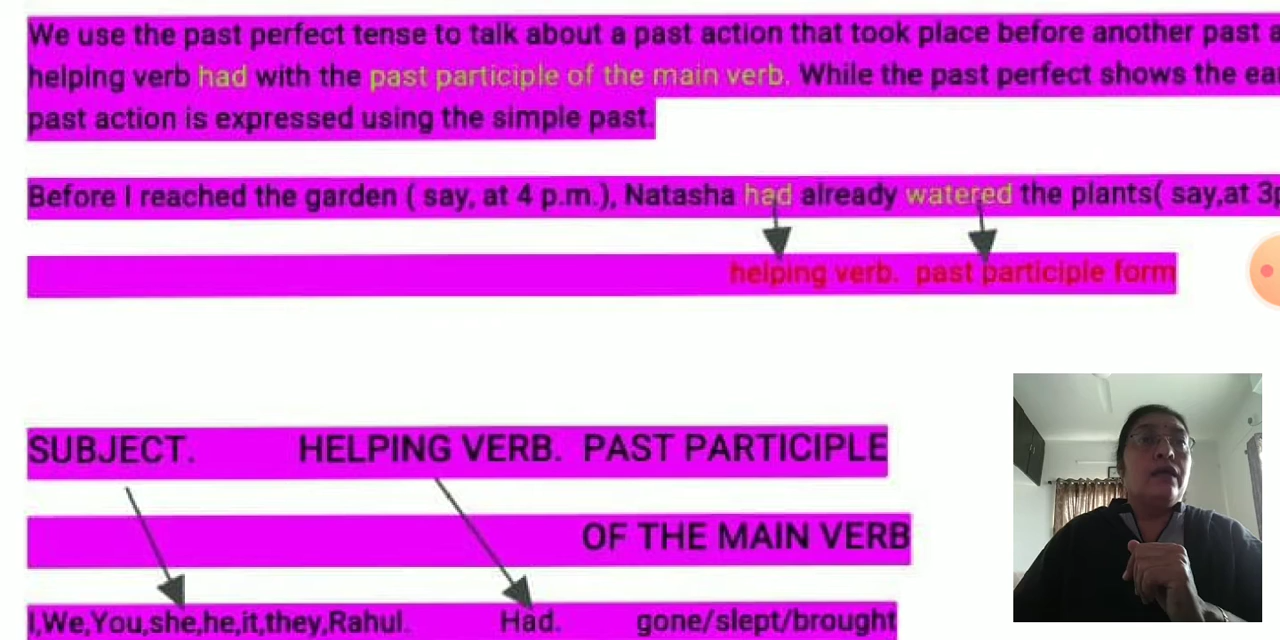 We use the past perfect tense to talk about a past action that took place before another past
helping verb had with the past participle of the main verb. While the past perfect shows the
past action is expressed using the simple past.
Before I reached the garden ( say, at 4 p.m.), Natasha had already watered the plants( say,at
helping verb. past participle form
SUBJECT. HELPING VERB. PAST PARTICIPLE
OF THE MAIN VERB
I,We,You,she,he,it,they,Rahul. Had. gone/slept/brought